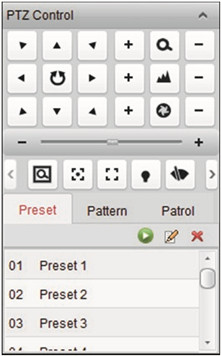 PTZ Control
Preset Pattern Patrol
01 Preset 1
02 Preset 2
03 Preset 3